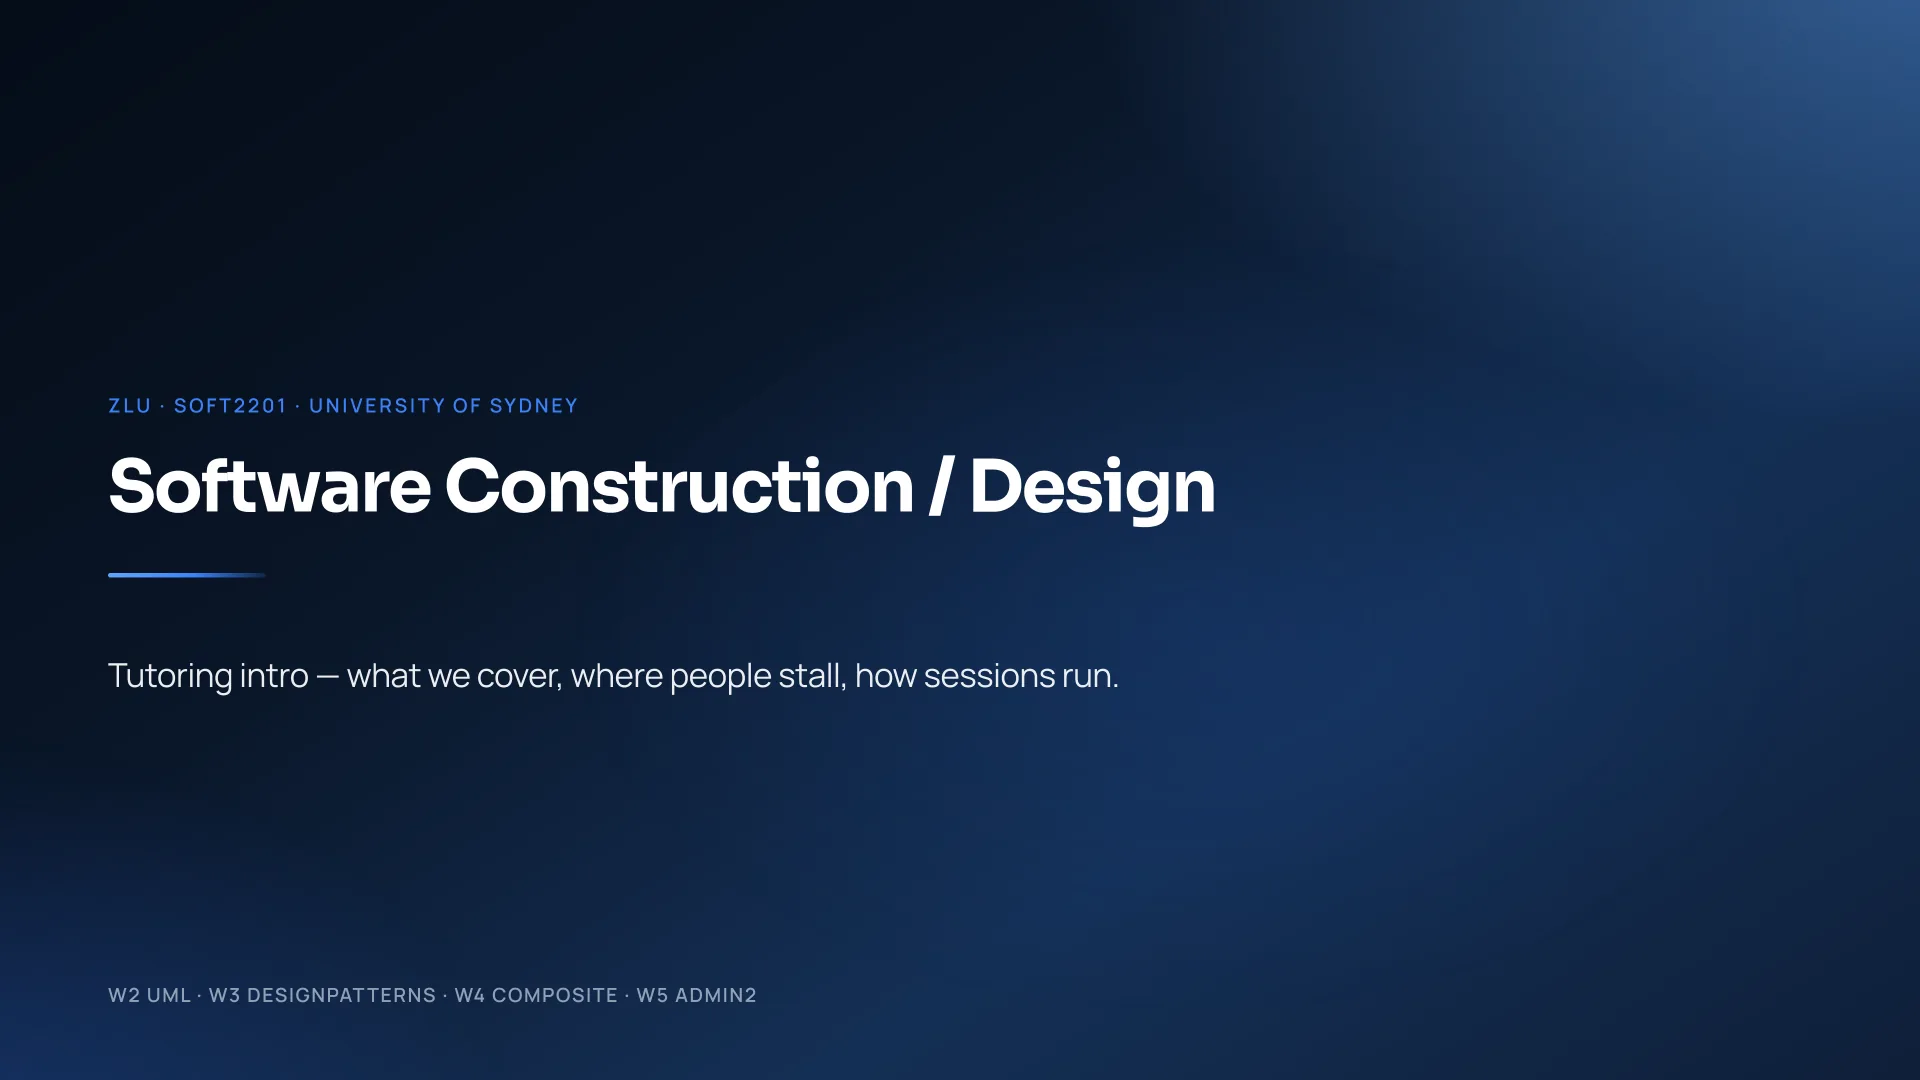 ZLU · SOFT2201 · UNIVERSITY OF SYDNEY
Software Construction / Design
Tutoring intro — what we cover, where people stall, how sessions run.
W2 UML · W3 DESIGNPATTERNS · W4 COMPOSITE · W5 ADMIN2